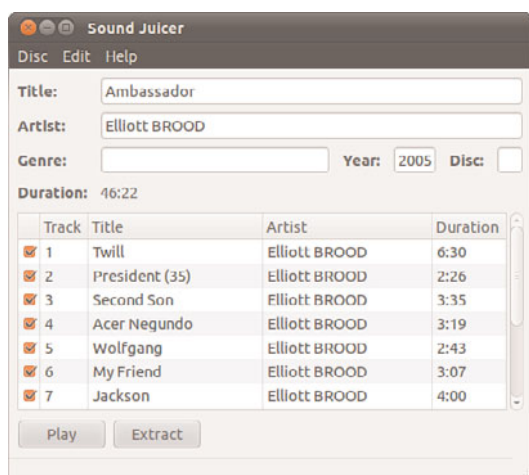 Sound Juicer
Disc Edit Help
Title: Ambassador
Artist: Elliott BROOD
Genre: Year: 2005 Disc:
Duration: 46:22
Track Title Artist Duration
1 Twill Elliott BROOD 6:30
2 President (35) Elliott BROOD 2:26
3 Second Son Elliott BROOD 3:35
4 Acer Negundo Elliott BROOD 3:19
5 Wolfgang Elliott BROOD 2:43
6 My Friend Elliott BROOD 3:07
7 Jackson Elliott BROOD 4:00
Play Extract